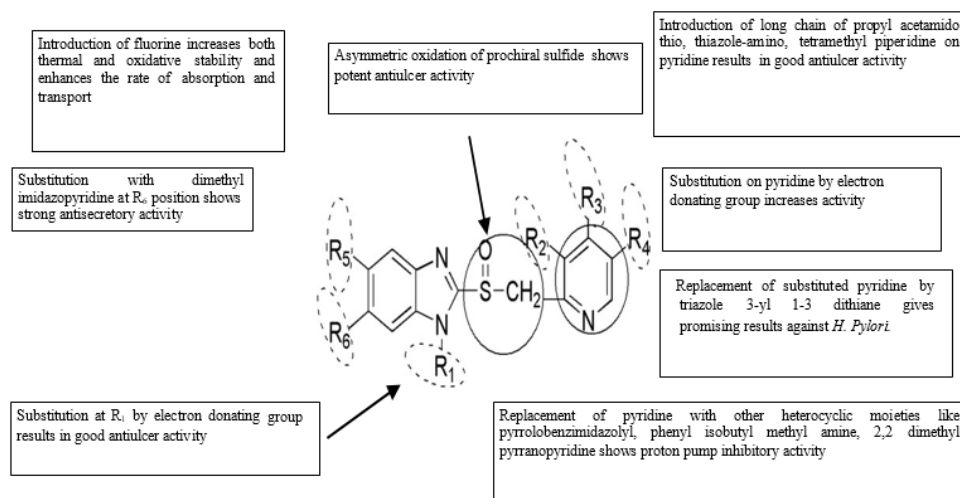 Introduction of fluorine increases both
thermal and oxidative stability and
enhances the rate of absorption and
transport
Asymmetric oxidation of prochiral sulfide shows
potent antiulcer activity
Introduction of long chain of propyl acetamido
thio, thiazole-amino, tetramethyl piperidine on
pyridine results in good antiulcer activity
Substitution with dimethyl
imidazopyridine at R6 position shows
strong antisecretory activity
Substitution on pyridine by electron
donating group increases activity
R3
R2
R4
O
R5
N
S
CH2
R6
N
N
R1
Replacement of substituted pyridine by
triazole 3-yl 1-3 dithiane gives
promising results against H. Pylori.
Substitution at R1 by electron donating group
results in good antiulcer activity
Replacement of pyridine with other heterocyclic moieties like
pyrrolobenzimidazolyl, phenyl isobutyl methyl amine, 2,2 dimethyl
pyrranopyridine shows proton pump inhibitory activity